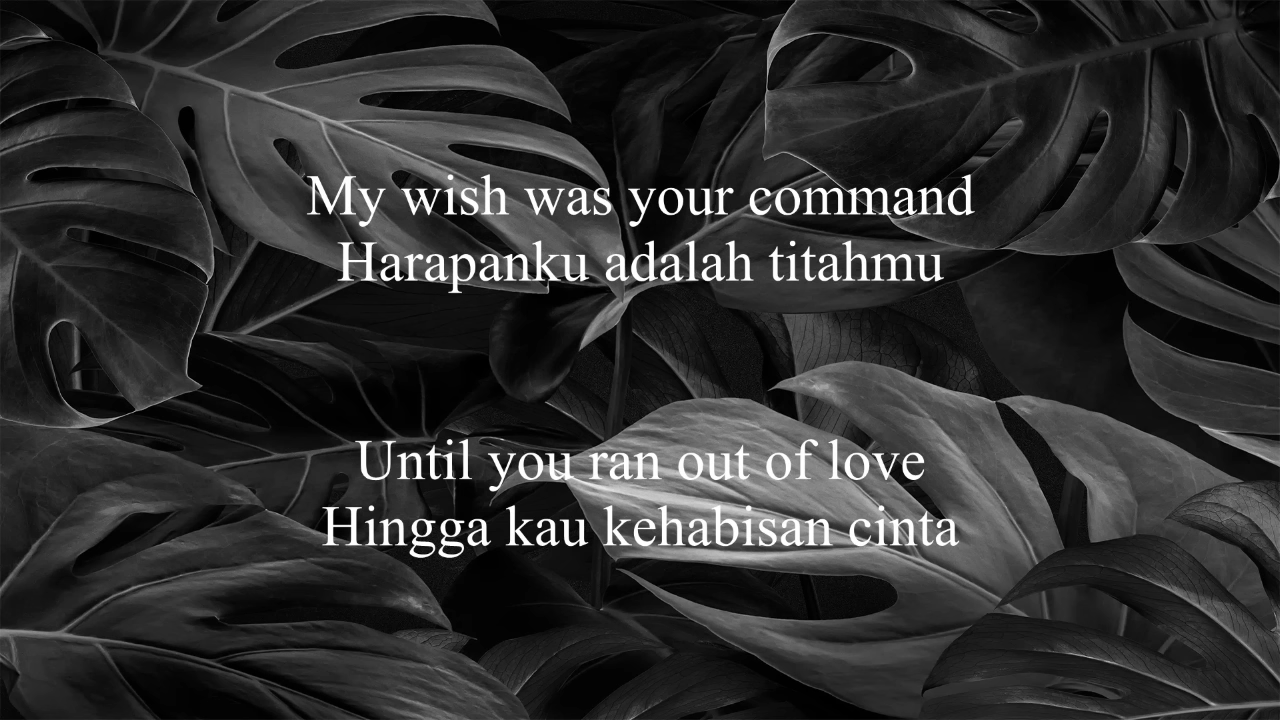 My wish was your command
Harapanku adalah titahmu
Until you ran out of love
Hingga kau kehabisan cinta